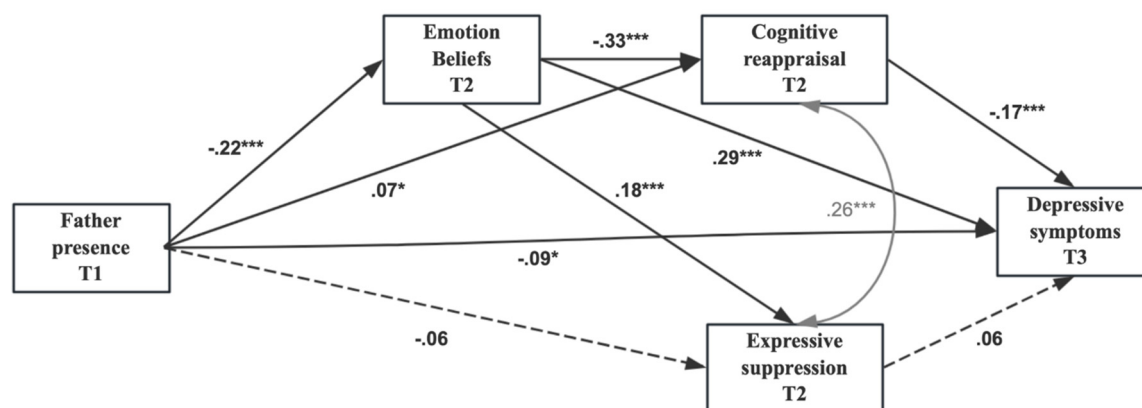 Emotion
Beliefs
T2
-.33***
Cognitive
reappraisal
T2
-.22***
.07*
.29***
-.17***
.18***
.26***
Father
presence
T1
-.09*
Depressive
symptoms
T3
-.06
Expressive
suppression
T2
.06